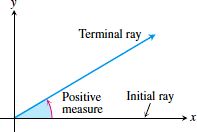 y
Terminal ray
Positive
measure
Initial ray
x